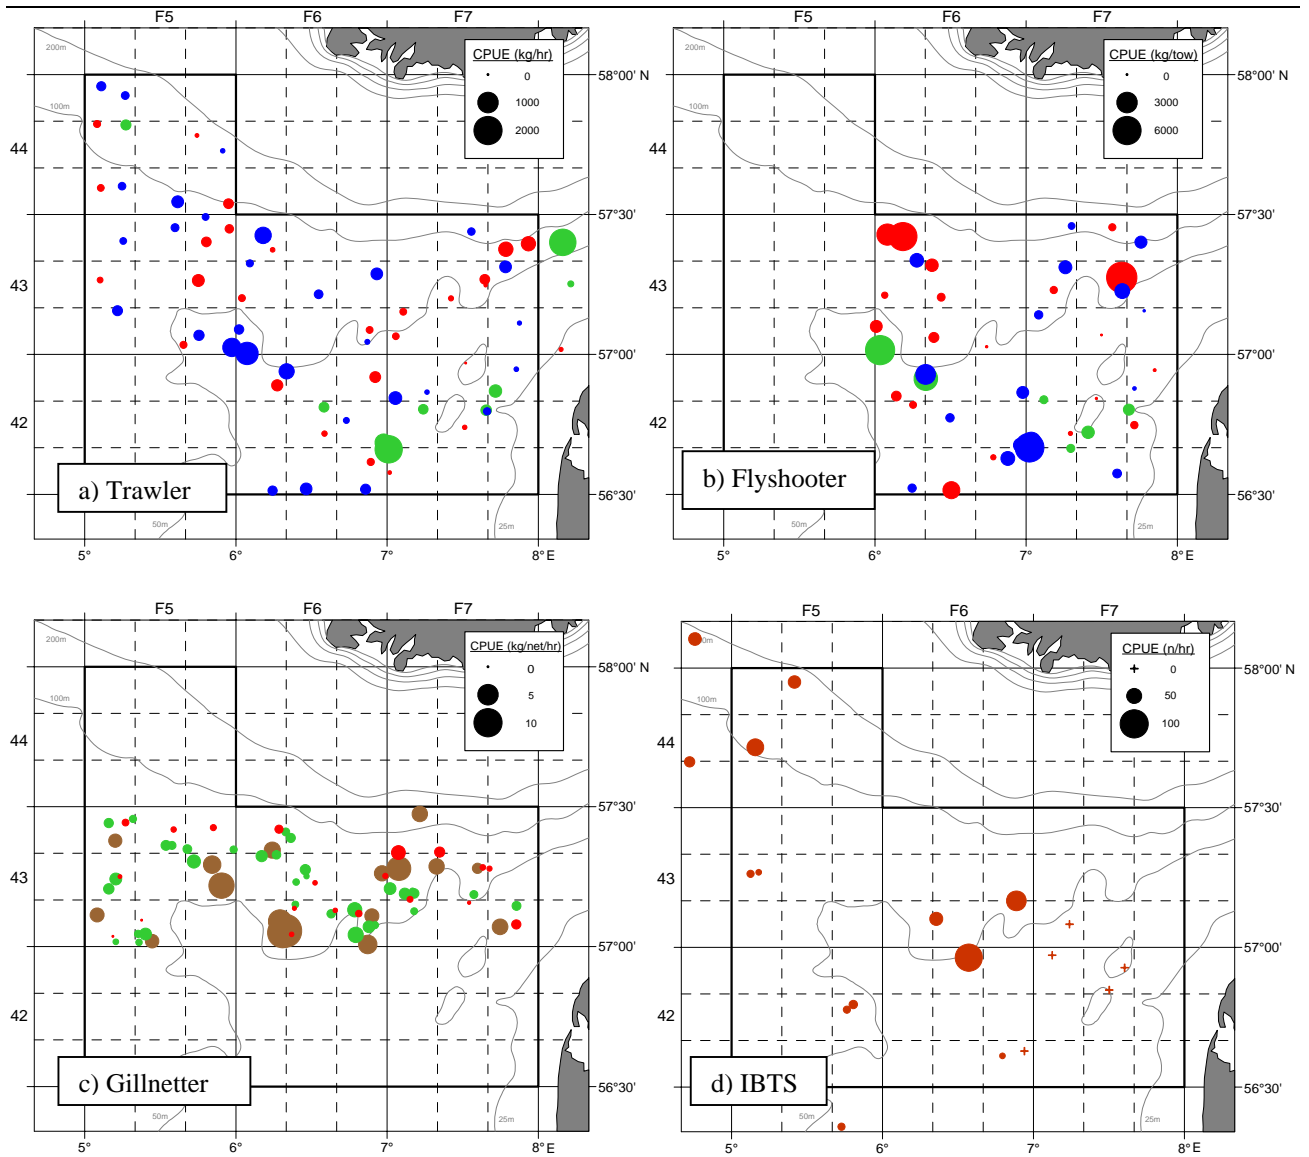 F5 F6 F7
200m
CPUE (kg/hr)
0
1000
2000
58°00' N
100m
44
57°30'
43
57°00'
42
a) Trawler
56°30'
50m
25m
5° 6° 7° 8° E
F5 F6 F7
200m
CPUE (kg/tow)
0
3000
6000
58°00' N
100m
44
57°30'
43
57°00'
42
b) Flyshooter
56°30'
50m
25m
5° 6° 7° 8° E
F5 F6 F7
200m
CPUE (kg/net/hr)
0
5
10
58°00' N
100m
44
57°30'
43
57°00'
42
c) Gillnetter
56°30'
50m
25m
5° 6° 7° 8° E
F5 F6 F7
CPUE (n/hr)
0
50
100
58°00' N
100m
44
57°30'
43
57°00'
42
d) IBTS
56°30'
50m
25m
5° 6° 7° 8° E